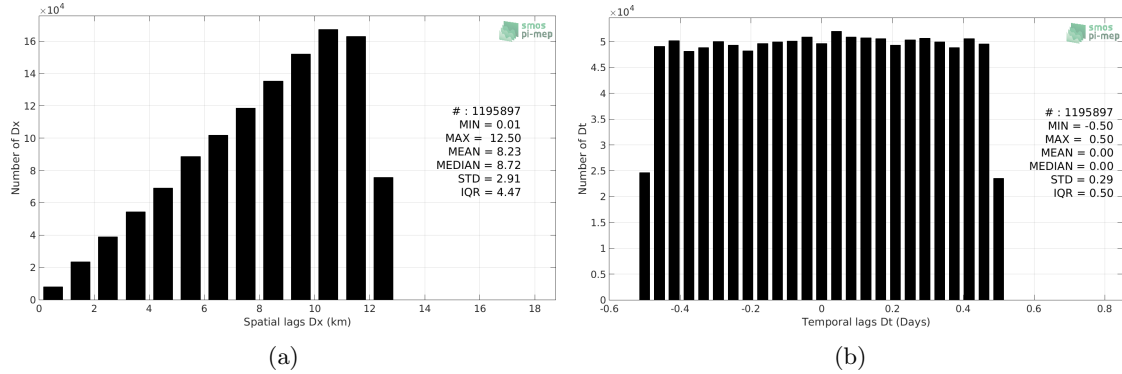 ×10⁴
16
14
12
10
8
6
4
2
0
Number of Dx
smos
pi-mep
# : 1195897
MIN = 0.01
MAX = 12.50
MEAN = 8.23
MEDIAN = 8.72
STD = 2.91
IQR = 4.47
0 2 4 6 8 10 12 14 16 18
Spatial lags Dx (km)
(a)
×10⁴
5
4.5
4
3.5
3
2.5
2
1.5
1
0.5
0
Number of Dt
smos
pi-mep
# : 1195897
MIN = -0.50
MAX = 0.50
MEAN = 0.00
MEDIAN = 0.00
STD = 0.29
IQR = 0.50
-0.6 -0.4 -0.2 0 0.2 0.4 0.6 0.8
Temporal lags Dt (Days)
(b)